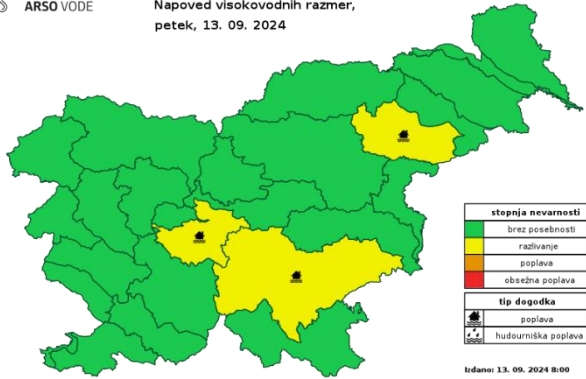 ARSO VODE
Napoved visokovodnih razmer,
petek, 13. 09. 2024
stopnja nevarnosti
brez posebnosti
razlivanje
poplava
obsežna poplava
tip dogodka
poplava
hudourniška poplava
Izdano: 13. 09. 2024 8:00